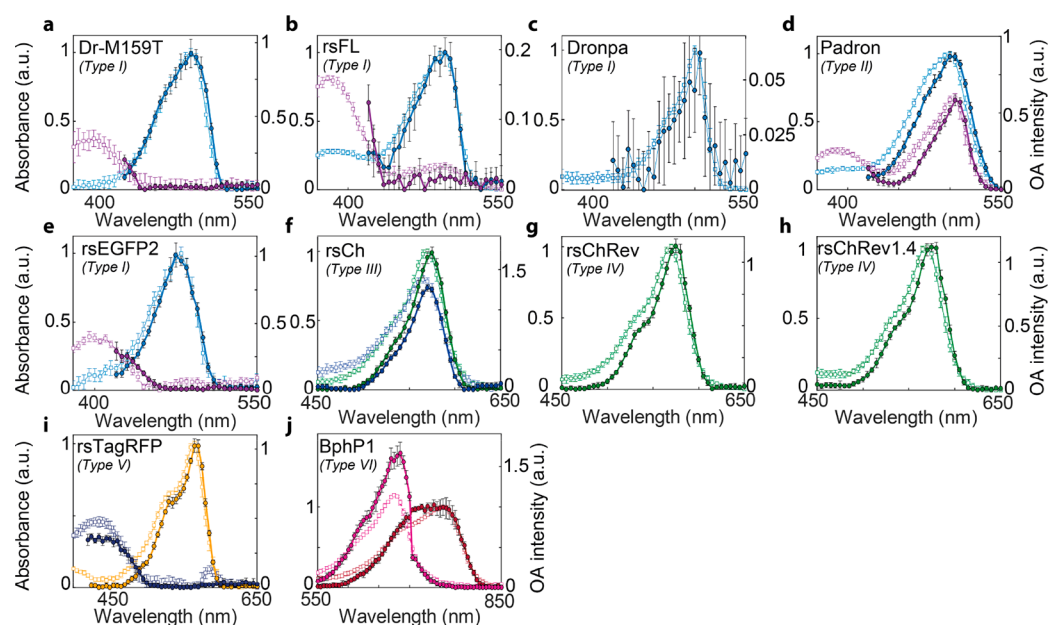 a
Dr-M159T
(Type I)
Absorbance (a.u.)
1
0.5
0
1
0.5
0
400
550
Wavelength (nm)
b
rsFL
(Type I)
1
0.5
0
0.2
0.1
0
400
550
Wavelength (nm)
c
Dronpa
(Type I)
1
0.5
0
0.05
0.025
0
400
550
Wavelength (nm)
d
Padron
(Type II)
1
0.5
0
1
0.5
0
400
550
Wavelength (nm)
OA intensity (a.u.)
e
rsEGFP2
(Type I)
Absorbance (a.u.)
1
0.5
0
1
0.5
0
400
550
Wavelength (nm)
f
rsCh
(Type III)
1
0.5
0
1.5
1
0
450
650
Wavelength (nm)
g
rsChRev
(Type IV)
1
0.5
0
1
0
450
650
Wavelength (nm)
h
rsChRev1.4
(Type IV)
1
0.5
0
1
0
450
650
Wavelength (nm)
OA intensity (a.u.)
i
rsTagRFP
(Type V)
Absorbance (a.u.)
1
0.5
0
1
0.5
0
450
650
Wavelength (nm)
j
BphP1
(Type VI)
1
0
1.5
1
0
550
850
Wavelength (nm)
OA intensity (a.u.)